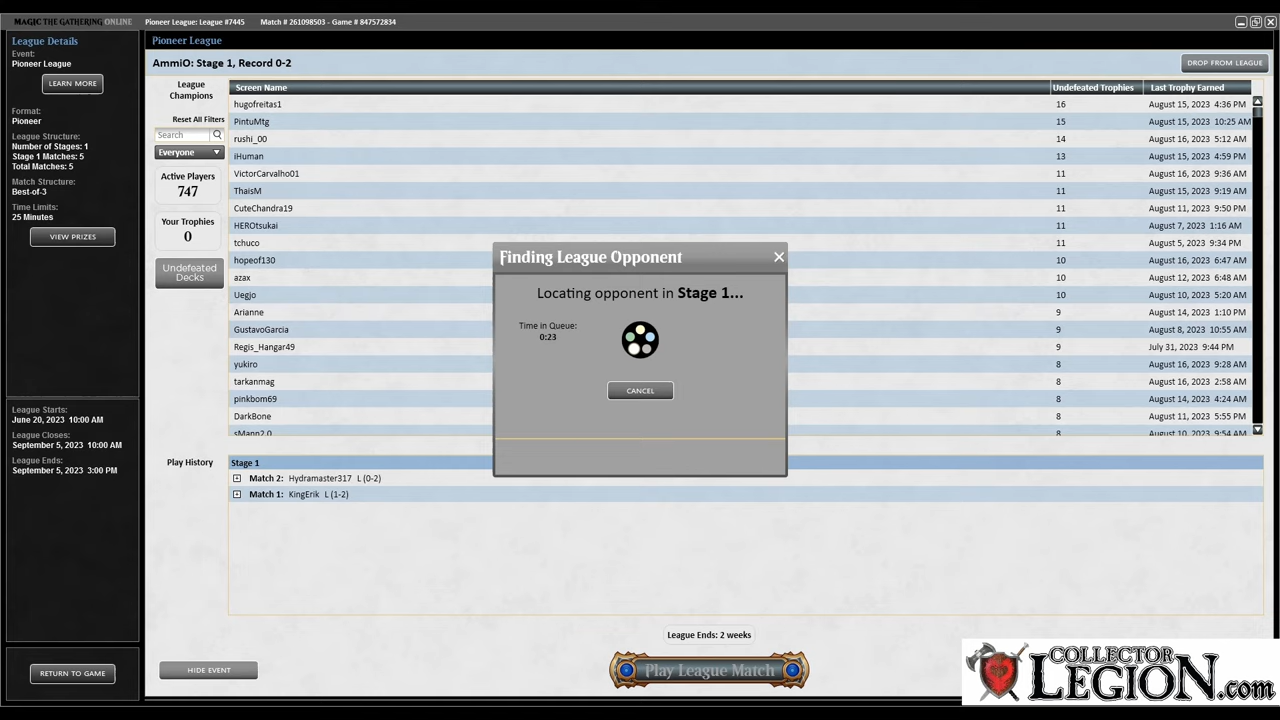 MAGIC THE GATHERING ONLINE
Pioneer League: League #7445
Match # 261098503 - Game # 847572834
League Details
Event:
Pioneer League
LEARN MORE
Format:
Pioneer
League Structure:
Number of Stages: 1
Stage 1 Matches: 5
Total Matches: 5
Match Structure:
Best-of-3
Time Limits:
25 Minutes
VIEW PRIZES
League Starts:
June 20, 2023 10:00 AM
League Closes:
September 5, 2023 10:00 AM
League Ends:
September 5, 2023 3:00 PM
RETURN TO GAME
Pioneer League
AmmiO: Stage 1, Record 0-2
DROP FROM LEAGUE
League
Champions
Reset All Filters
Search
Everyone
Active Players
747
Your Trophies
0
Undefeated
Decks
Screen Name Undefeated Trophies Last Trophy Earned
hugofreitas1 16 August 15, 2023 4:36 PM
PintuMtg 15 August 15, 2023 10:25 AM
rushi_00 14 August 16, 2023 5:12 AM
iHuman 13 August 15, 2023 4:59 PM
VictorCarvalho01 11 August 16, 2023 9:36 AM
ThaisM 11 August 15, 2023 9:19 AM
CuteChandra19 11 August 11, 2023 9:50 PM
HEROtsukai 11 August 7, 2023 1:16 AM
tchuco 11 August 5, 2023 9:34 PM
hopeof130 10 August 16, 2023 6:47 AM
azax 10 August 12, 2023 6:48 AM
Uegjo 10 August 10, 2023 5:20 AM
Arianne 9 August 14, 2023 1:10 PM
GustavoGarcia 9 August 8, 2023 10:55 AM
Regis_Hangar49 9 July 31, 2023 9:44 PM
yukiro 8 August 16, 2023 9:28 AM
tarkanmag 8 August 16, 2023 2:58 AM
pinkbom69 8 August 14, 2023 4:24 AM
DarkBone 8 August 11, 2023 5:55 PM
sMann2.0 8 August 10, 2023 9:54 AM
Finding League Opponent
Locating opponent in Stage 1...
Time in Queue:
0:23
CANCEL
Play History
Stage 1
Match 2: Hydramaster317 L (0-2)
Match 1: KingErik L (1-2)
League Ends: 2 weeks
HIDE EVENT
Play League Match
COLLECTOR
LEGION.com